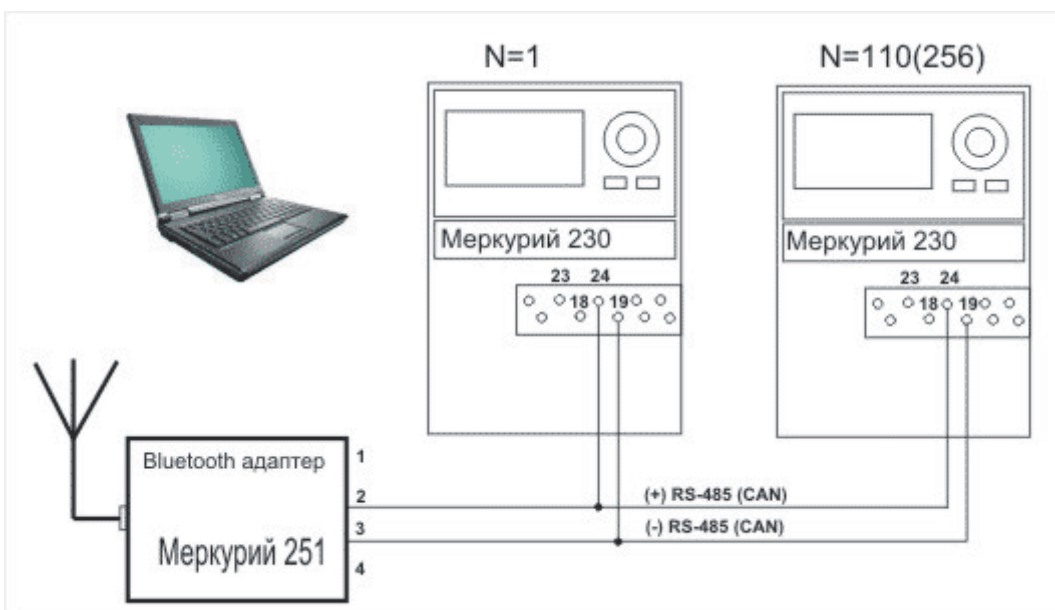 N=1
N=110(256)
Меркурий 230
Меркурий 230
23 24
18 19
23 24
18 19
Bluetooth адаптер
Меркурий 251
1
2
3
4
(+) RS-485 (CAN)
(-) RS-485 (CAN)